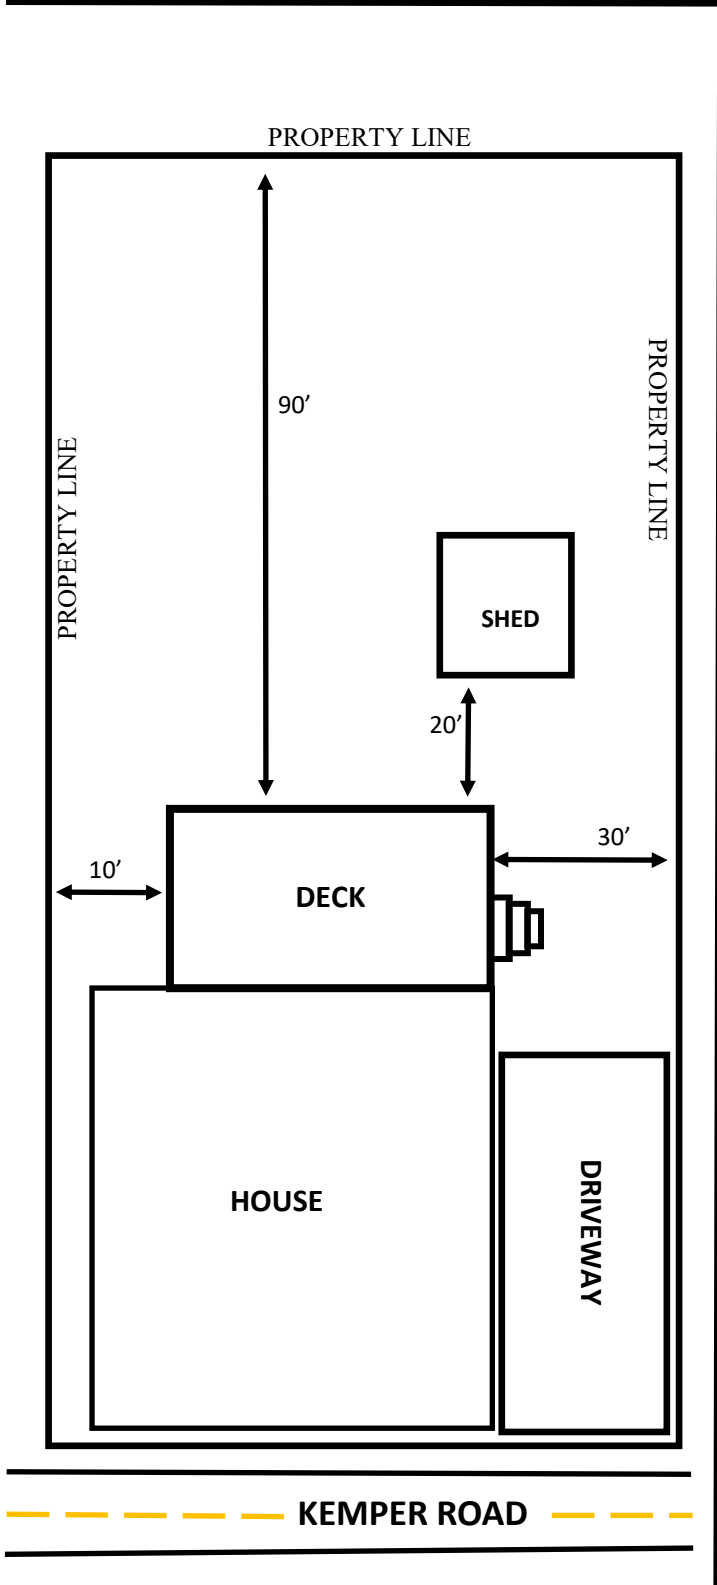 PROPERTY LINE
90’
PROPERTY LINE
PROPERTY LINE
SHED
20’
30’
10’
DECK
HOUSE
DRIVEWAY
KEMPER ROAD